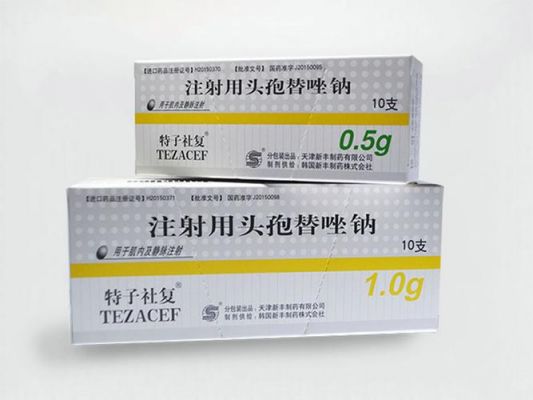 【进口药品注册证号】H20150370 【批准文号】国药准字J20150095
注射用头孢替唑钠
用于肌肉及静脉注射
10支
0.5g
特子社复®
TEZACEF
分包装出品：天津新丰制药有限公司
制剂供给：韩国新丰制药株式会社
【进口药品注册证号】H20150371 【批准文号】国药准字J20150098
注射用头孢替唑钠
用于肌肉及静脉注射
10支
1.0g
特子社复®
TEZACEF
分包装出品：天津新丰制药有限公司
制剂供给：韩国新丰制药株式会社